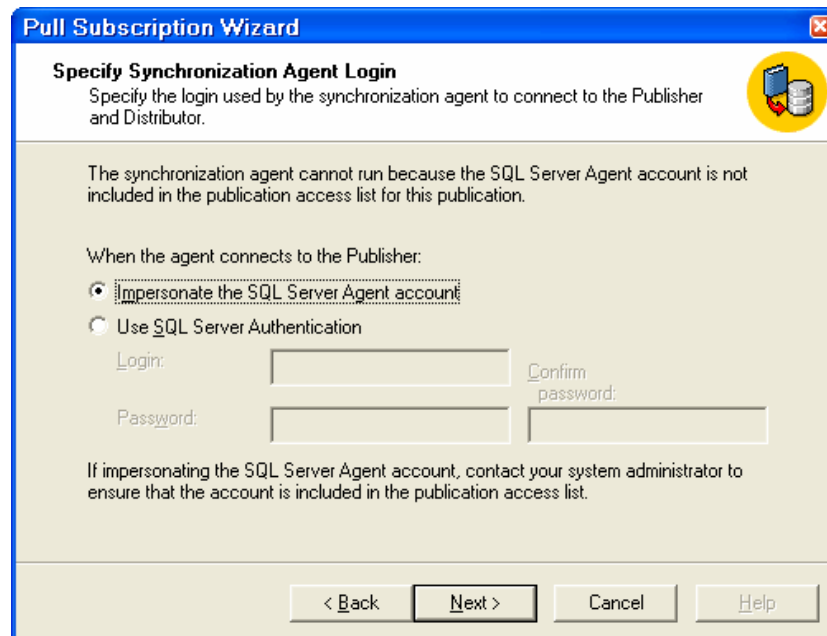 Pull Subscription Wizard
Specify Synchronization Agent Login
Specify the login used by the synchronization agent to connect to the Publisher
and Distributor.
The synchronization agent cannot run because the SQL Server Agent account is not
included in the publication access list for this publication.
When the agent connects to the Publisher:
Impersonate the SQL Server Agent account
Use SQL Server Authentication
Login:
Confirm
password:
Password:
If impersonating the SQL Server Agent account, contact your system administrator to
ensure that the account is included in the publication access list.
< Back
Next >
Cancel
Help